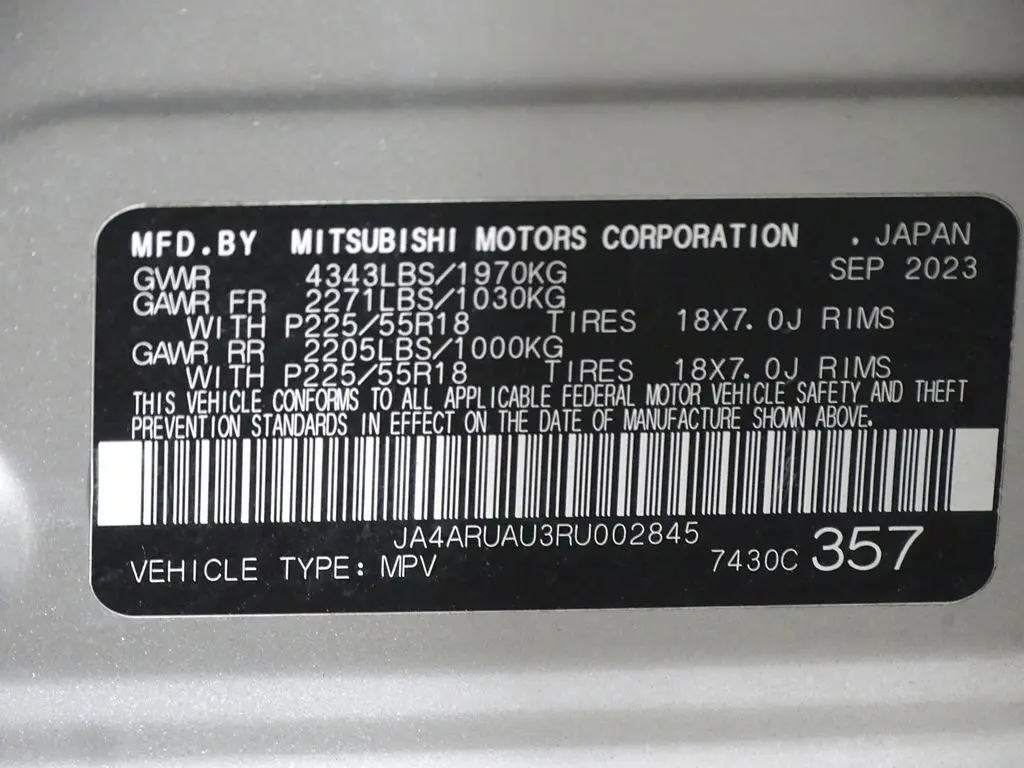 MFD.BY MITSUBISHI MOTORS CORPORATION . JAPAN
GVWR 4343LBS/1970KG SEP 2023
GAWR FR 2271LBS/1030KG
WITH P225/55R18 TIRES 18X7.0J RIMS
GAWR RR 2205LBS/1000KG
WITH P225/55R18 TIRES 18X7.0J RIMS
THIS VEHICLE CONFORMS TO ALL APPLICABLE FEDERAL MOTOR VEHICLE SAFETY AND THEFT
PREVENTION STANDARDS IN EFFECT ON THE DATE OF MANUFACTURE SHOWN ABOVE.
JA4ARUAU3RU002845
VEHICLE TYPE: MPV 7430C 357